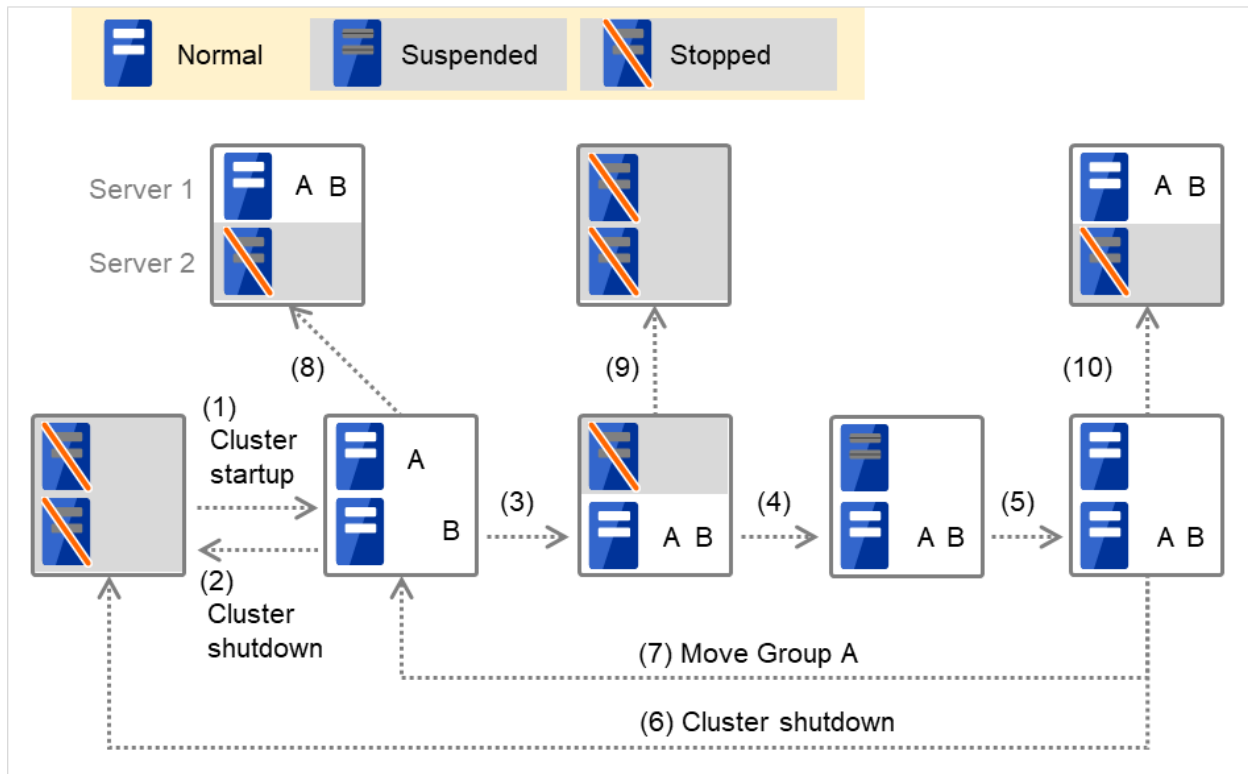 Normal
Suspended
Stopped
Server 1
A B
A B
Server 2
(8)
(9)
(10)
(1)
Cluster
startup
A
(3)
(4)
(5)
B
A B
A B
A B
(2)
Cluster
shutdown
(7) Move Group A
(6) Cluster shutdown